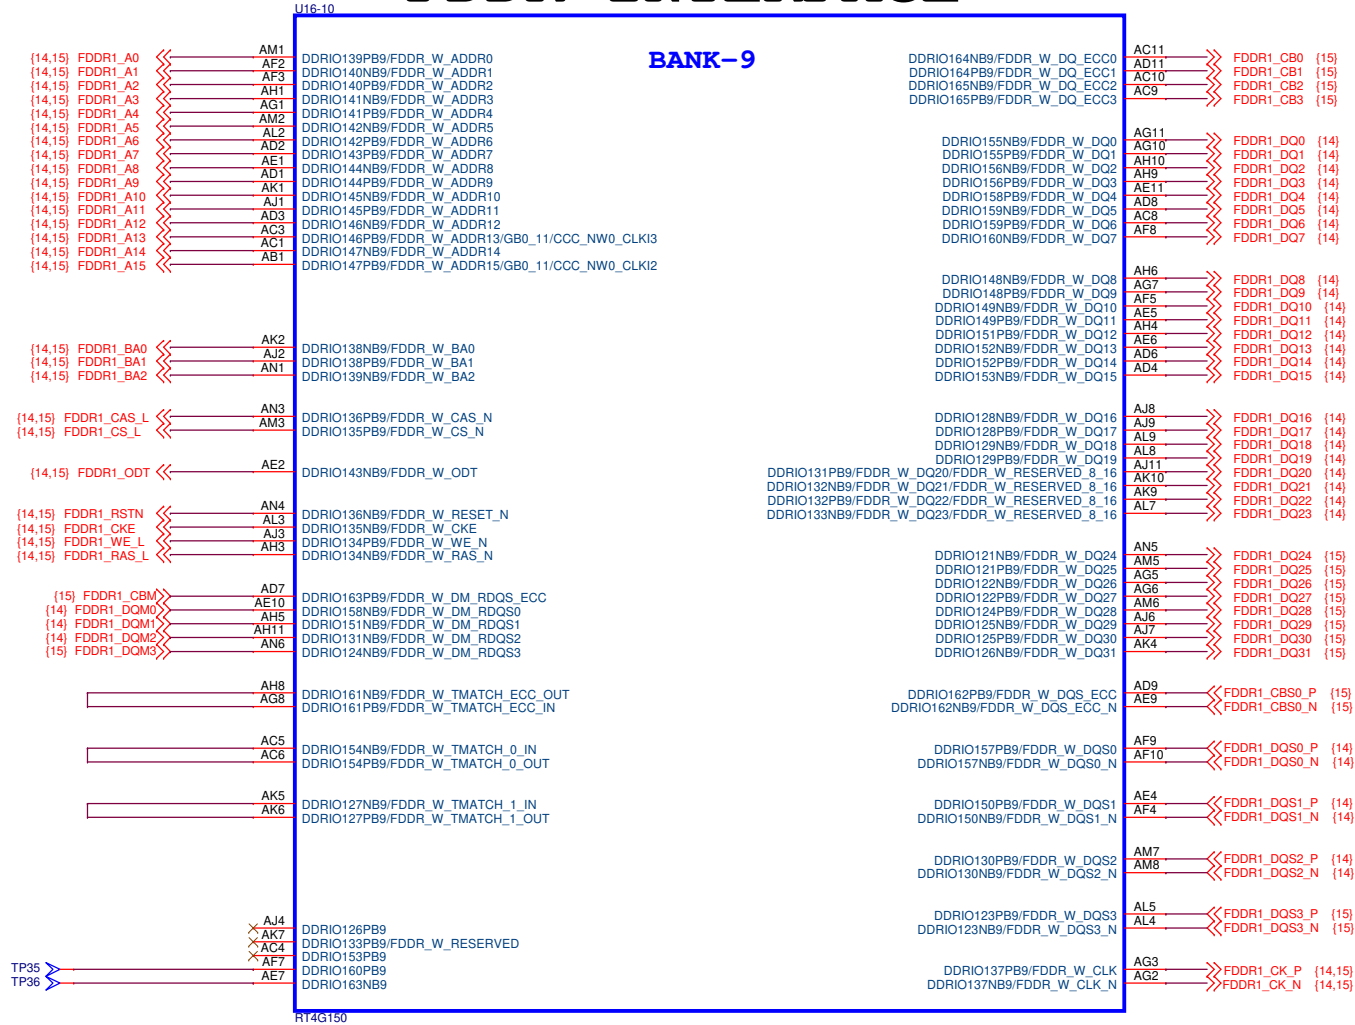 U16-10
BANK-9
{14,15} FDDR1_A0 AM1 DDRIO139PB9/FDDR_W_ADDR0
{14,15} FDDR1_A1 AF2 DDRIO140NB9/FDDR_W_ADDR1
{14,15} FDDR1_A2 AF3 DDRIO140PB9/FDDR_W_ADDR2
{14,15} FDDR1_A3 AH1 DDRIO141NB9/FDDR_W_ADDR3
{14,15} FDDR1_A4 AG1 DDRIO141PB9/FDDR_W_ADDR4
{14,15} FDDR1_A5 AM2 DDRIO142NB9/FDDR_W_ADDR5
{14,15} FDDR1_A6 AL2 DDRIO142PB9/FDDR_W_ADDR6
{14,15} FDDR1_A7 AD2 DDRIO143PB9/FDDR_W_ADDR7
{14,15} FDDR1_A8 AE1 DDRIO144NB9/FDDR_W_ADDR8
{14,15} FDDR1_A9 AD1 DDRIO144PB9/FDDR_W_ADDR9
{14,15} FDDR1_A10 AK1 DDRIO145NB9/FDDR_W_ADDR10
{14,15} FDDR1_A11 AJ1 DDRIO145PB9/FDDR_W_ADDR11
{14,15} FDDR1_A12 AD3 DDRIO146NB9/FDDR_W_ADDR12
{14,15} FDDR1_A13 AC3 DDRIO146PB9/FDDR_W_ADDR13/GB0_11/CCC_NW0_CLKI3
{14,15} FDDR1_A14 AC1 DDRIO147NB9/FDDR_W_ADDR14
{14,15} FDDR1_A15 AB1 DDRIO147PB9/FDDR_W_ADDR15/GB0_11/CCC_NW0_CLKI2
{14,15} FDDR1_BA0 AK2 DDRIO138NB9/FDDR_W_BA0
{14,15} FDDR1_BA1 AJ2 DDRIO138PB9/FDDR_W_BA1
{14,15} FDDR1_BA2 AN1 DDRIO139NB9/FDDR_W_BA2
{14,15} FDDR1_CAS_L AN3 DDRIO136PB9/FDDR_W_CAS_N
{14,15} FDDR1_CS_L AM3 DDRIO135PB9/FDDR_W_CS_N
{14,15} FDDR1_ODT AE2 DDRIO143NB9/FDDR_W_ODT
{14,15} FDDR1_RSTN AN4 DDRIO136NB9/FDDR_W_RESET_N
{14,15} FDDR1_CKE AL3 DDRIO135NB9/FDDR_W_CKE
{14,15} FDDR1_WE_L AJ3 DDRIO134PB9/FDDR_W_WE_N
{14,15} FDDR1_RAS_L AH3 DDRIO134NB9/FDDR_W_RAS_N
{15} FDDR1_CBM AD7 DDRIO163PB9/FDDR_W_DM_RDQS_ECC
{14} FDDR1_DQM0 AE10 DDRIO158NB9/FDDR_W_DM_RDQS0
{14} FDDR1_DQM1 AH5 DDRIO151NB9/FDDR_W_DM_RDQS1
{14} FDDR1_DQM2 AH11 DDRIO131NB9/FDDR_W_DM_RDQS2
{15} FDDR1_DQM3 AN6 DDRIO124NB9/FDDR_W_DM_RDQS3
AH8 DDRIO161NB9/FDDR_W_TMATCH_ECC_OUT
AG8 DDRIO161PB9/FDDR_W_TMATCH_ECC_IN
AC5 DDRIO154NB9/FDDR_W_TMATCH_0_IN
AC6 DDRIO154PB9/FDDR_W_TMATCH_0_OUT
AK5 DDRIO127NB9/FDDR_W_TMATCH_1_IN
AK6 DDRIO127PB9/FDDR_W_TMATCH_1_OUT
AJ4 DDRIO126PB9
AK7 DDRIO133PB9/FDDR_W_RESERVED
AC4 DDRIO153PB9
TP35 AF7 DDRIO160PB9
TP36 AE7 DDRIO163NB9
DDRIO164NB9/FDDR_W_DQ_ECC0 AC11 FDDR1_CB0 {15}
DDRIO164PB9/FDDR_W_DQ_ECC1 AD11 FDDR1_CB1 {15}
DDRIO165NB9/FDDR_W_DQ_ECC2 AC10 FDDR1_CB2 {15}
DDRIO165PB9/FDDR_W_DQ_ECC3 AC9 FDDR1_CB3 {15}
DDRIO155NB9/FDDR_W_DQ0 AG11 FDDR1_DQ0 {14}
DDRIO155PB9/FDDR_W_DQ1 AG10 FDDR1_DQ1 {14}
DDRIO156NB9/FDDR_W_DQ2 AH10 FDDR1_DQ2 {14}
DDRIO156PB9/FDDR_W_DQ3 AH9 FDDR1_DQ3 {14}
DDRIO158PB9/FDDR_W_DQ4 AE11 FDDR1_DQ4 {14}
DDRIO159NB9/FDDR_W_DQ5 AD8 FDDR1_DQ5 {14}
DDRIO159PB9/FDDR_W_DQ6 AC8 FDDR1_DQ6 {14}
DDRIO160NB9/FDDR_W_DQ7 AF8 FDDR1_DQ7 {14}
DDRIO148NB9/FDDR_W_DQ8 AH6 FDDR1_DQ8 {14}
DDRIO148PB9/FDDR_W_DQ9 AG7 FDDR1_DQ9 {14}
DDRIO149NB9/FDDR_W_DQ10 AF5 FDDR1_DQ10 {14}
DDRIO149PB9/FDDR_W_DQ11 AE5 FDDR1_DQ11 {14}
DDRIO151PB9/FDDR_W_DQ12 AH4 FDDR1_DQ12 {14}
DDRIO152NB9/FDDR_W_DQ13 AE6 FDDR1_DQ13 {14}
DDRIO152PB9/FDDR_W_DQ14 AD6 FDDR1_DQ14 {14}
DDRIO153NB9/FDDR_W_DQ15 AD4 FDDR1_DQ15 {14}
DDRIO128NB9/FDDR_W_DQ16 AJ8 FDDR1_DQ16 {14}
DDRIO128PB9/FDDR_W_DQ17 AJ9 FDDR1_DQ17 {14}
DDRIO129NB9/FDDR_W_DQ18 AL9 FDDR1_DQ18 {14}
DDRIO129PB9/FDDR_W_DQ19 AL8 FDDR1_DQ19 {14}
DDRIO131PB9/FDDR_W_DQ20/FDDR_W_RESERVED_8_16 AJ11 FDDR1_DQ20 {14}
DDRIO132NB9/FDDR_W_DQ21/FDDR_W_RESERVED_8_16 AK10 FDDR1_DQ21 {14}
DDRIO132PB9/FDDR_W_DQ22/FDDR_W_RESERVED_8_16 AK9 FDDR1_DQ22 {14}
DDRIO133NB9/FDDR_W_DQ23/FDDR_W_RESERVED_8_16 AL7 FDDR1_DQ23 {14}
DDRIO121NB9/FDDR_W_DQ24 AN5 FDDR1_DQ24 {15}
DDRIO121PB9/FDDR_W_DQ25 AM5 FDDR1_DQ25 {15}
DDRIO122NB9/FDDR_W_DQ26 AG5 FDDR1_DQ26 {15}
DDRIO122PB9/FDDR_W_DQ27 AG6 FDDR1_DQ27 {15}
DDRIO124PB9/FDDR_W_DQ28 AM6 FDDR1_DQ28 {15}
DDRIO125NB9/FDDR_W_DQ29 AJ6 FDDR1_DQ29 {15}
DDRIO125PB9/FDDR_W_DQ30 AJ7 FDDR1_DQ30 {15}
DDRIO126NB9/FDDR_W_DQ31 AK4 FDDR1_DQ31 {15}
DDRIO162PB9/FDDR_W_DQS_ECC AD9 FDDR1_CBS0_P {15}
DDRIO162NB9/FDDR_W_DQS_ECC_N AE9 FDDR1_CBS0_N {15}
DDRIO157PB9/FDDR_W_DQS0 AF9 FDDR1_DQS0_P {14}
DDRIO157NB9/FDDR_W_DQS0_N AF10 FDDR1_DQS0_N {14}
DDRIO150PB9/FDDR_W_DQS1 AE4 FDDR1_DQS1_P {14}
DDRIO150NB9/FDDR_W_DQS1_N AF4 FDDR1_DQS1_N {14}
DDRIO130PB9/FDDR_W_DQS2 AM7 FDDR1_DQS2_P {14}
DDRIO130NB9/FDDR_W_DQS2_N AM8 FDDR1_DQS2_N {14}
DDRIO123PB9/FDDR_W_DQS3 AL5 FDDR1_DQS3_P {15}
DDRIO123NB9/FDDR_W_DQS3_N AL4 FDDR1_DQS3_N {15}
DDRIO137PB9/FDDR_W_CLK AG3 FDDR1_CK_P {14,15}
DDRIO137NB9/FDDR_W_CLK_N AG2 FDDR1_CK_N {14,15}
RT4G150